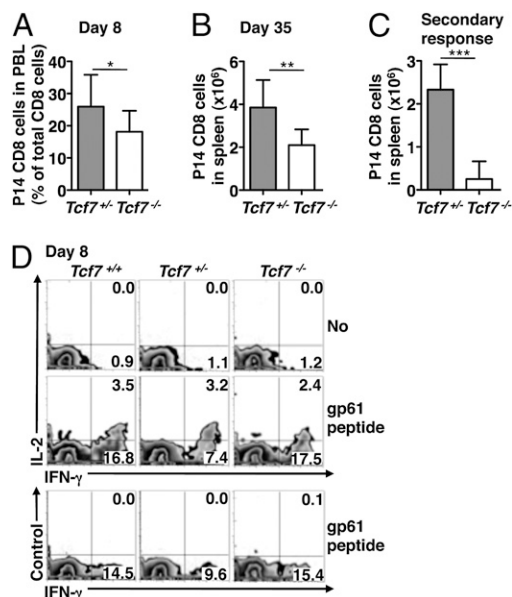 A
Day 8
P14 CD8 cells in PBL
(% of total CD8 cells)
40
30
20
10
0
*
Tcf7 +/- Tcf7 -/-
B
Day 35
P14 CD8 cells
in spleen (x10⁶)
6
4
2
0
**
Tcf7 +/- Tcf7 -/-
C
Secondary
response
P14 CD8 cells
in spleen (x10⁶)
3
2
1
0
***
Tcf7 +/- Tcf7 -/-
D
Day 8
Tcf7 +/+ Tcf7 +/- Tcf7 -/-
0.0 0.0 0.0
No
0.9 1.1 1.2
3.5 3.2 2.4
gp61
peptide
16.8 7.4 17.5
IL-2
IFN-γ
0.0 0.0 0.1
gp61
peptide
14.5 9.6 15.4
Control
IFN-γ